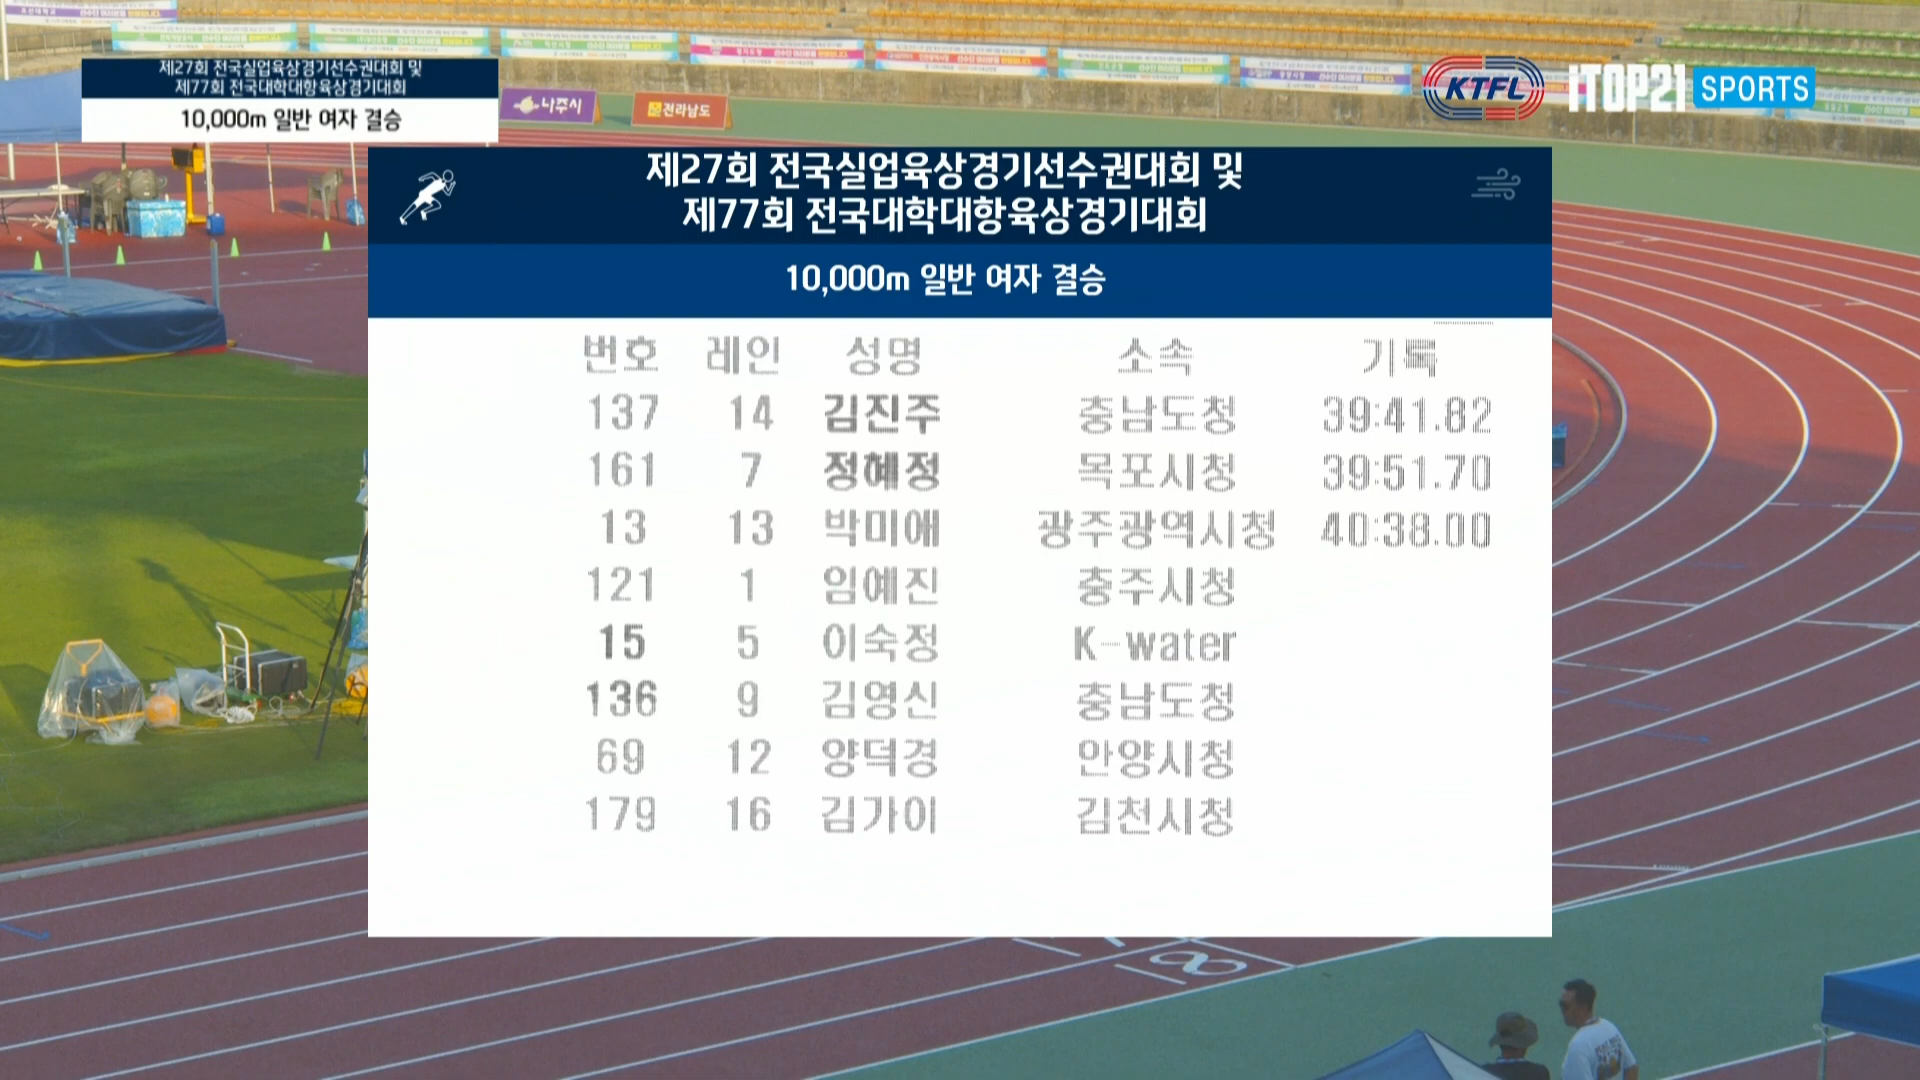 제27회 전국실업육상경기선수권대회 및
제77회 전국대학대항육상경기대회
10,000m 일반 여자 결승
나주시
전라남도
KTFL
iTOP21 SPORTS
제27회 전국실업육상경기선수권대회 및
제77회 전국대학대항육상경기대회
10,000m 일반 여자 결승
번호 레인 성명 소속 기록
137 14 김진주 충남도청 39:41.82
161 7 정혜정 목포시청 39:51.70
13 13 박미애 광주광역시청 40:38.00
121 1 임예진 충주시청
15 5 이숙정 K-water
136 9 김영신 충남도청
69 12 양덕경 안양시청
179 16 김가이 김천시청
8